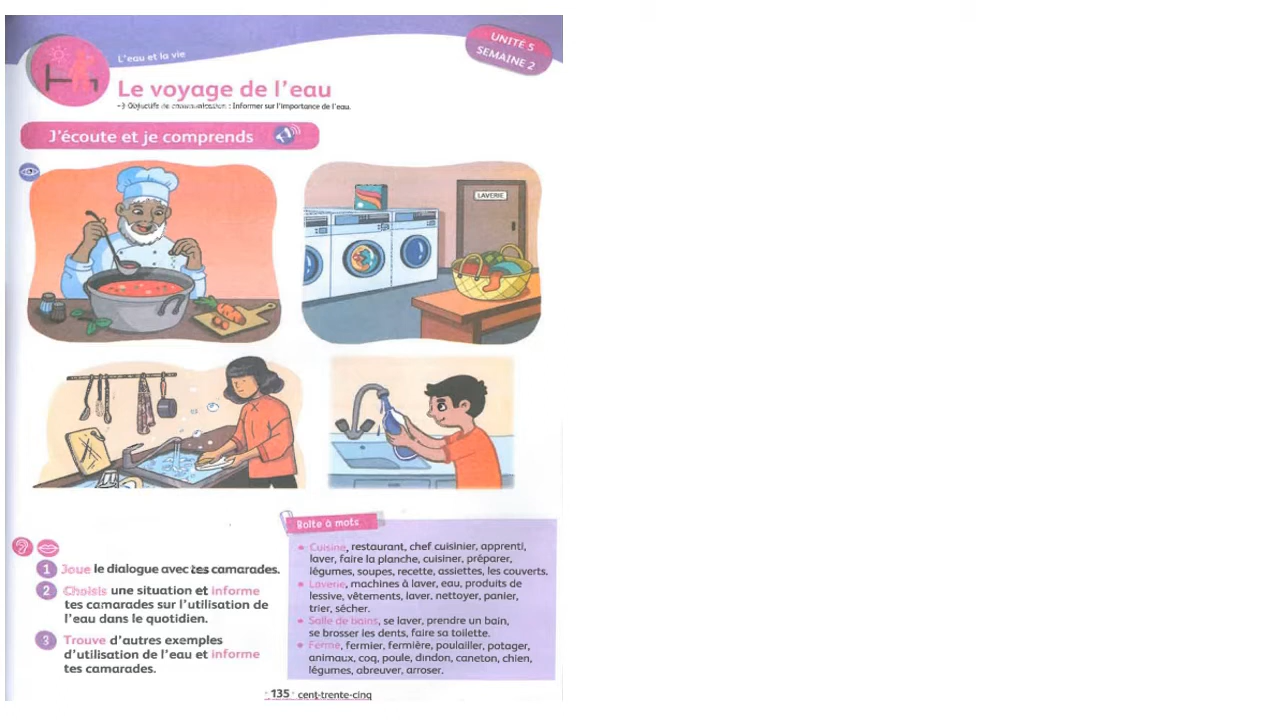 L'eau et la vie
UNITÉ 5
SEMAINE 2
Le voyage de l'eau
Objectifs de communication : Informer sur l'importance de l'eau.
J'écoute et je comprends
LAVERIE
Boîte à mots
Cuisine, restaurant, chef cuisinier, apprenti,
laver, faire la planche, cuisiner, préparer,
légumes, soupes, recette, assiettes, les couverts.
Laverie, machines à laver, eau, produits de
lessive, vêtements, laver, nettoyer, panier,
trier, sécher.
Salle de bains, se laver, prendre un bain,
se brosser les dents, faire sa toilette.
Ferme, fermier, fermière, poulailler, potager,
animaux, coq, poule, dindon, caneton, chien,
légumes, abreuver, arroser.
1 Joue le dialogue avec tes camarades.
2 Choisis une situation et informe
tes camarades sur l'utilisation de
l'eau dans le quotidien.
3 Trouve d'autres exemples
d'utilisation de l'eau et informe
tes camarades.
135 cent-trente-cinq